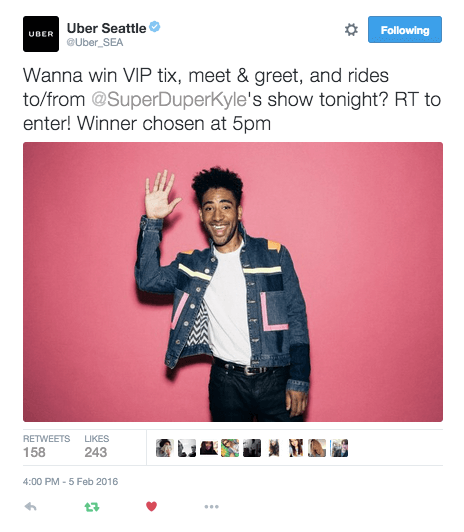 UBER
Uber Seattle
@Uber_SEA
Following
Wanna win VIP tix, meet & greet, and rides
to/from @SuperDuperKyle's show tonight? RT to
enter! Winner chosen at 5pm
RETWEETS LIKES
158 243
4:00 PM - 5 Feb 2016